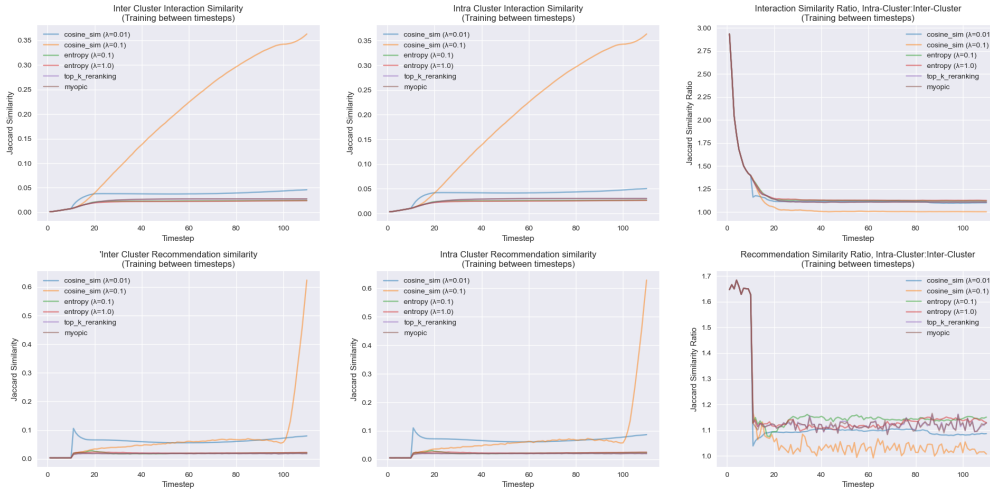 Inter Cluster Interaction Similarity
(Training between timesteps)
Jaccard Similarity
0.35
0.30
0.25
0.20
0.15
0.10
0.05
0.00
cosine_sim (λ=0.01)
cosine_sim (λ=0.1)
entropy (λ=0.1)
entropy (λ=1.0)
top_k_reranking
myopic
0 20 40 60 80 100
Timestep
Intra Cluster Interaction Similarity
(Training between timesteps)
Jaccard Similarity
0.35
0.30
0.25
0.20
0.15
0.10
0.05
0.00
cosine_sim (λ=0.01)
cosine_sim (λ=0.1)
entropy (λ=0.1)
entropy (λ=1.0)
top_k_reranking
myopic
0 20 40 60 80 100
Timestep
Interaction Similarity Ratio, Intra-Cluster:Inter-Cluster
(Training between timesteps)
Jaccard Similarity Ratio
3.00
2.75
2.50
2.25
2.00
1.75
1.50
1.25
1.00
cosine_sim (λ=0.01
cosine_sim (λ=0.1)
entropy (λ=0.1)
entropy (λ=1.0)
top_k_reranking
myopic
0 20 40 60 80 100
Timestep
'Inter Cluster Recommendation similarity
(Training between timesteps)
Jaccard Similarity
0.6
0.5
0.4
0.3
0.2
0.1
0.0
cosine_sim (λ=0.01)
cosine_sim (λ=0.1)
entropy (λ=0.1)
entropy (λ=1.0)
top_k_reranking
myopic
0 20 40 60 80 100
Timestep
Intra Cluster Recommendation similarity
(Training between timesteps)
Jaccard Similarity
0.6
0.5
0.4
0.3
0.2
0.1
0.0
cosine_sim (λ=0.01)
cosine_sim (λ=0.1)
entropy (λ=0.1)
entropy (λ=1.0)
top_k_reranking
myopic
0 20 40 60 80 100
Timestep
Recommendation Similarity Ratio, Intra-Cluster:Inter-Cluster
(Training between timesteps)
Jaccard Similarity Ratio
1.7
1.6
1.5
1.4
1.3
1.2
1.1
1.0
cosine_sim (λ=0.01
cosine_sim (λ=0.1)
entropy (λ=0.1)
entropy (λ=1.0)
top_k_reranking
myopic
0 20 40 60 80 100
Timestep